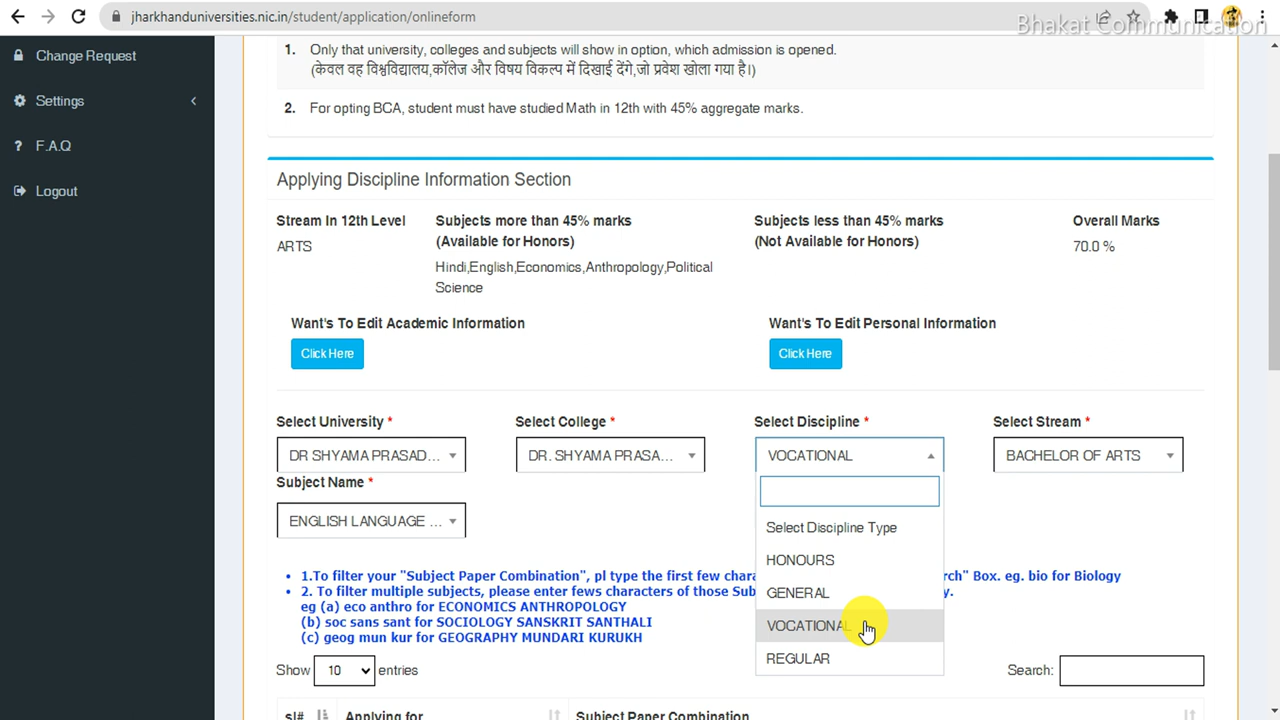 jharkhanduniversities.nic.in/student/application/onlineform
Bhakat Communication
Change Request
Settings
F.A.Q
Logout
1. Only that university, colleges and subjects will show in option, which admission is opened.
(केवल वह विश्वविद्यालय,कॉलेज और विषय विकल्प में दिखाई देंगे,जो प्रवेश खोला गया है।)
2. For opting BCA, student must have studied Math in 12th with 45% aggregate marks.
Applying Discipline Information Section
Stream In 12th Level
ARTS
Subjects more than 45% marks
(Available for Honors)
Hindi,English,Economics,Anthropology,Political
Science
Subjects less than 45% marks
(Not Available for Honors)
Overall Marks
70.0 %
Want's To Edit Academic Information
Click Here
Want's To Edit Personal Information
Click Here
Select University *
DR SHYAMA PRASAD...
Select College *
DR. SHYAMA PRASA...
Select Discipline *
VOCATIONAL
Select Discipline Type
HONOURS
GENERAL
VOCATIONAL
REGULAR
Select Stream *
BACHELOR OF ARTS
Subject Name *
ENGLISH LANGUAGE ...
• 1.To filter your "Subject Paper Combination", pl type the first few chara rch" Box. eg. bio for Biology
• 2. To filter multiple subjects, please enter fews characters of those Sub y.
eg (a) eco anthro for ECONOMICS ANTHROPOLOGY
(b) soc sans sant for SOCIOLOGY SANSKRIT SANTHALI
(c) geog mun kur for GEOGRAPHY MUNDARI KURUKH
Show 10 entries
Search:
sl# Applying for Subject Paper Combination